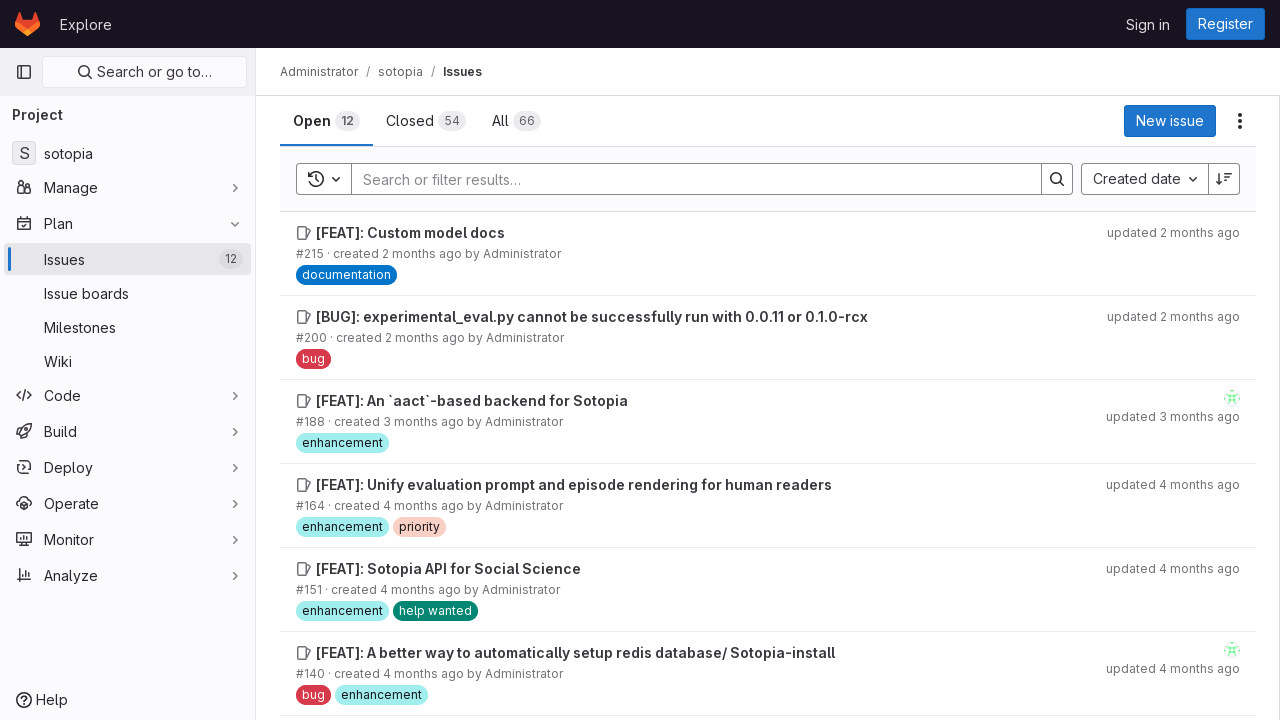 Explore
Sign in
Register
Search or go to…
Administrator / sotopia / Issues
Project
S sotopia
Manage
Plan
Issues 12
Issue boards
Milestones
Wiki
Code
Build
Deploy
Operate
Monitor
Analyze
Help
Open 12
Closed 54
All 66
New issue
Search or filter results…
Created date
[FEAT]: Custom model docs
#215 · created 2 months ago by Administrator
documentation
updated 2 months ago
[BUG]: experimental_eval.py cannot be successfully run with 0.0.11 or 0.1.0-rcx
#200 · created 2 months ago by Administrator
bug
updated 2 months ago
[FEAT]: An `aact`-based backend for Sotopia
#188 · created 3 months ago by Administrator
enhancement
updated 3 months ago
[FEAT]: Unify evaluation prompt and episode rendering for human readers
#164 · created 4 months ago by Administrator
enhancement priority
updated 4 months ago
[FEAT]: Sotopia API for Social Science
#151 · created 4 months ago by Administrator
enhancement help wanted
updated 4 months ago
[FEAT]: A better way to automatically setup redis database/ Sotopia-install
#140 · created 4 months ago by Administrator
bug enhancement
updated 4 months ago